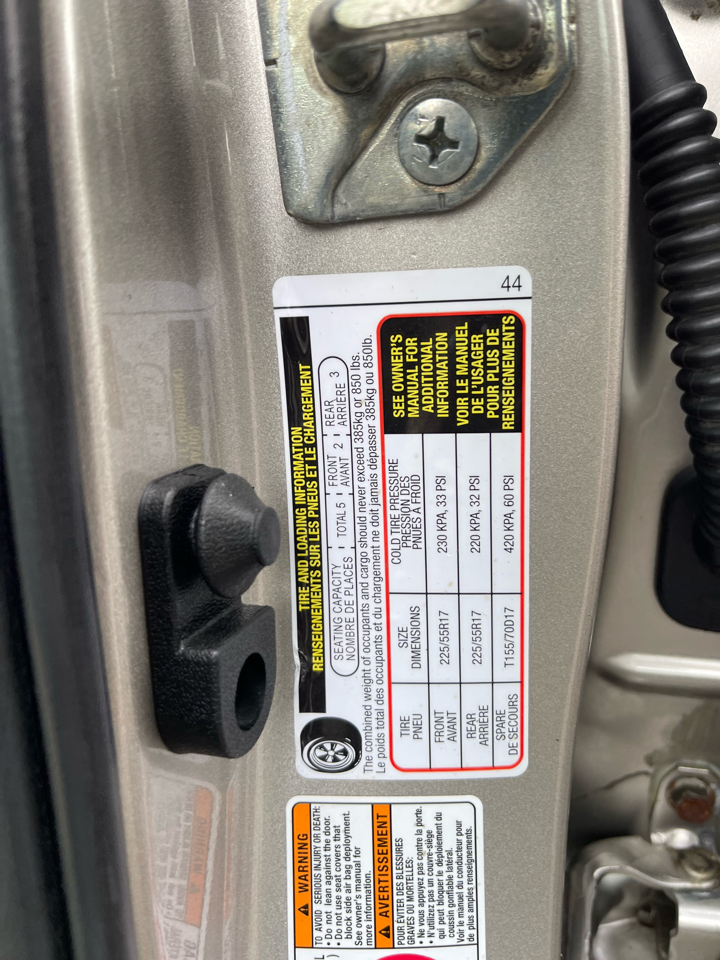 44
TIRE AND LOADING INFORMATION
RENSEIGNEMENTS SUR LES PNEUS ET LE CHARGEMENT
SEATING CAPACITY TOTAL 5 FRONT 2 REAR 3
NOMBRE DE PLACES AVANT ARRIÈRE
The combined weight of occupants and cargo should never exceed 385kg or 850 lbs.
Le poids total des occupants et du chargement ne doit jamais dépasser 385kg ou 850lb.
TIRE
PNEU
SIZE
DIMENSIONS
COLD TIRE PRESSURE
PRESSION DES
PNUES A FROID
FRONT
AVANT
225/55R17
230 KPA, 33 PSI
REAR
ARRIÈRE
225/55R17
220 KPA, 32 PSI
SPARE
DE SECOURS
T155/70D17
420 KPA, 60 PSI
SEE OWNER'S
MANUAL FOR
ADDITIONAL
INFORMATION
VOIR LE MANUEL
DE L'USAGER
POUR PLUS DE
RENSEIGNEMENTS
WARNING
TO AVOID SERIOUS INJURY OR DEATH:
• Do not lean against the door.
• Do not use seat covers that
block side air bag deployment.
See owner's manual for
more information.
AVERTISSEMENT
POUR ÉVITER DES BLESSURES
GRAVES OU MORTELLES:
• Ne vous appuyez pas contre la porte.
• N'utilizez pas un couvre-siège
qui peut bloquer le déploiement du
coussin gonflable latéral.
Voir le manuel du conducteur pour
de plus amples renseignements.